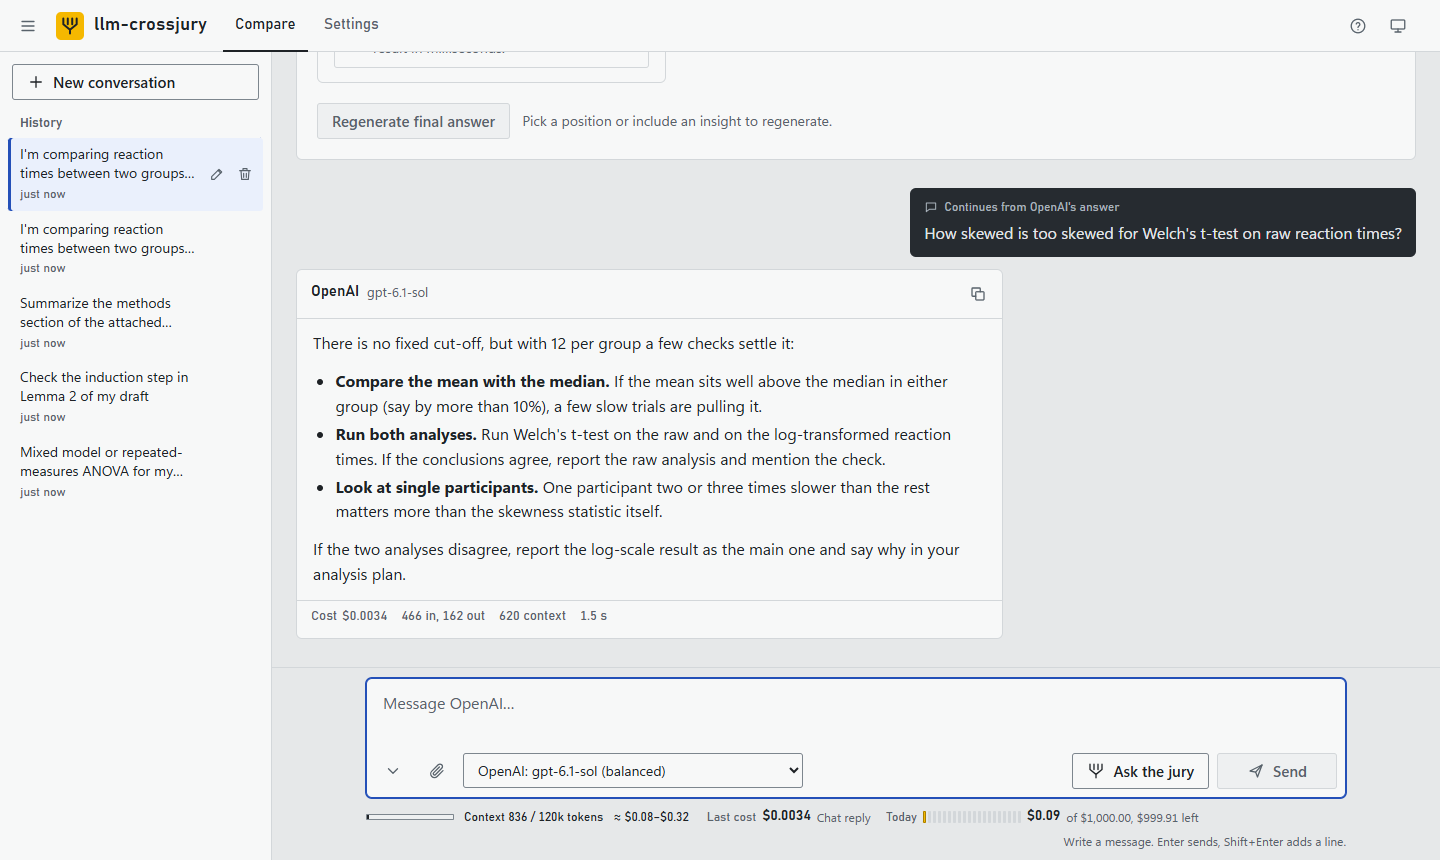 llm-crossjury
Compare
Settings
New conversation
History
I'm comparing reaction
times between two groups...
just now
I'm comparing reaction
times between two groups...
just now
Summarize the methods
section of the attached...
just now
Check the induction step in
Lemma 2 of my draft
just now
Mixed model or repeated-
measures ANOVA for my...
just now
Regenerate final answer
Pick a position or include an insight to regenerate.
Continues from OpenAI's answer
How skewed is too skewed for Welch's t-test on raw reaction times?
OpenAI gpt-6.1-sol
There is no fixed cut-off, but with 12 per group a few checks settle it:
• Compare the mean with the median. If the mean sits well above the median in either
group (say by more than 10%), a few slow trials are pulling it.
• Run both analyses. Run Welch's t-test on the raw and on the log-transformed reaction
times. If the conclusions agree, report the raw analysis and mention the check.
• Look at single participants. One participant two or three times slower than the rest
matters more than the skewness statistic itself.
If the two analyses disagree, report the log-scale result as the main one and say why in your
analysis plan.
Cost $0.0034 466 in, 162 out 620 context 1.5 s
Message OpenAI...
OpenAI: gpt-6.1-sol (balanced)
Ask the jury
Send
Context 836 / 120k tokens ≈ $0.08–$0.32 Last cost $0.0034 Chat reply Today $0.09 of $1,000.00, $999.91 left
Write a message. Enter sends, Shift+Enter adds a line.